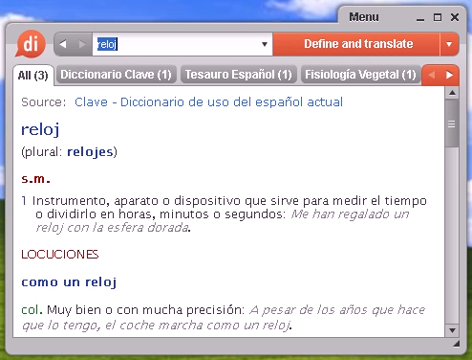 Menu
di
reloj
Define and translate
All (3)
Diccionario Clave (1)
Tesauro Español (1)
Fisiología Vegetal (1)
Source: Clave - Diccionario de uso del español actual
reloj
(plural: relojes)
s.m.
1 Instrumento, aparato o dispositivo que sirve para medir el tiempo
o dividirlo en horas, minutos o segundos: Me han regalado un
reloj con la esfera dorada.
LOCUCIONES
como un reloj
col. Muy bien o con mucha precisión: A pesar de los años que hace
que lo tengo, el coche marcha como un reloj.